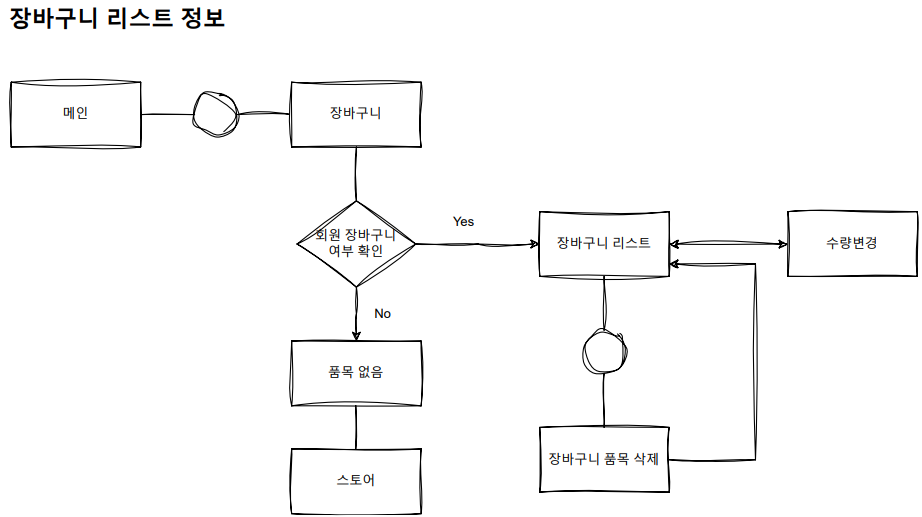 장바구니 리스트 정보
메인
장바구니
회원 장바구니
여부 확인
Yes
장바구니 리스트
수량변경
No
품목 없음
장바구니 품목 삭제
스토어